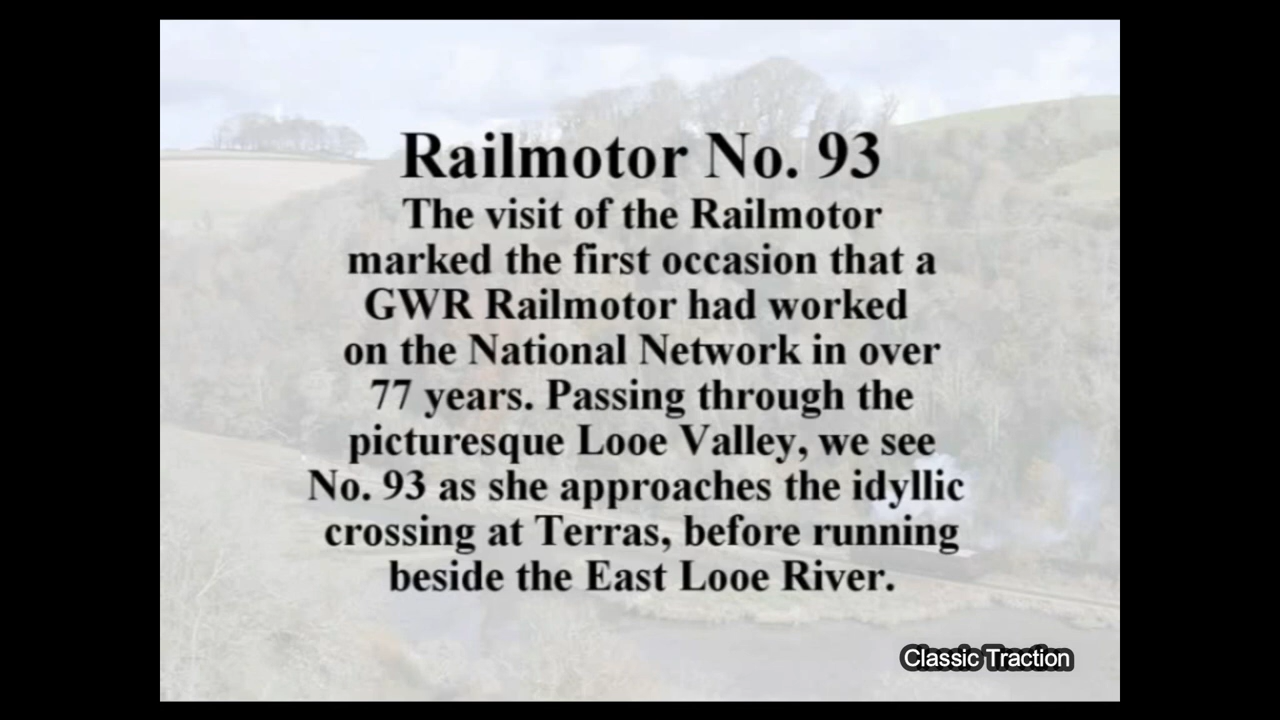 Railmotor No. 93
The visit of the Railmotor
marked the first occasion that a
GWR Railmotor had worked
on the National Network in over
77 years. Passing through the
picturesque Looe Valley, we see
No. 93 as she approaches the idyllic
crossing at Terras, before running
beside the East Looe River.
Classic Traction